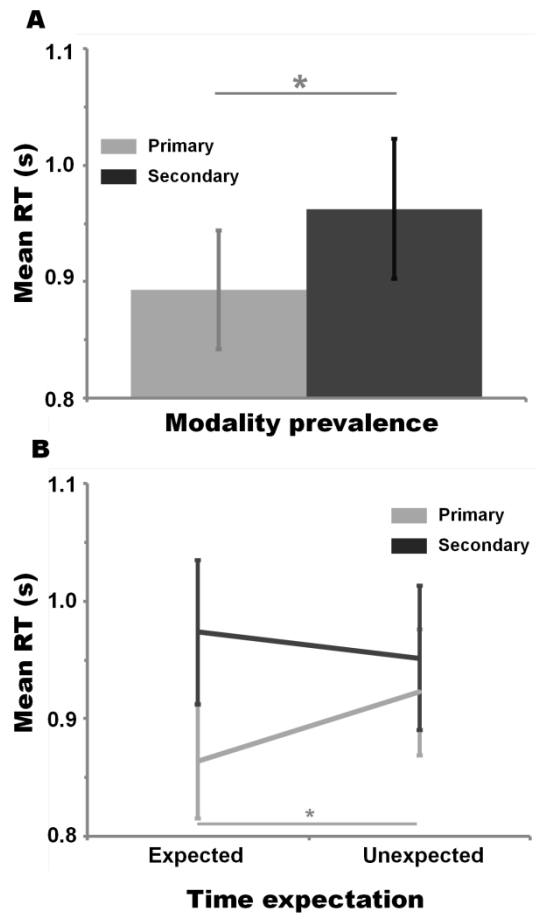 A
1.1
*
Primary
Secondary
1.0
Mean RT (s)
0.9
0.8
Modality prevalence
B
1.1
Primary
Secondary
1.0
Mean RT (s)
0.9
*
0.8
Expected Unexpected
Time expectation